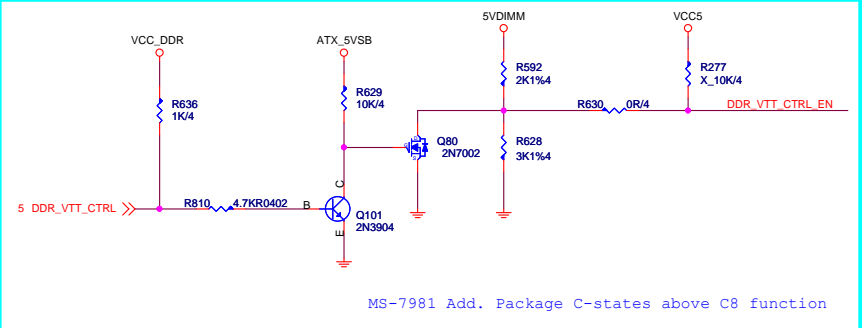 5VDIMM
VCC5
VCC_DDR
ATX_5VSB
R592
2K1%4
R277
X_10K/4
R636
1K/4
R629
10K/4
R630
0R/4
DDR_VTT_CTRL_EN
Q80
2N7002
R628
3K1%4
C
5 DDR_VTT_CTRL
R810
4.7KR0402
B
Q101
2N3904
E
MS-7981 Add. Package C-states above C8 function